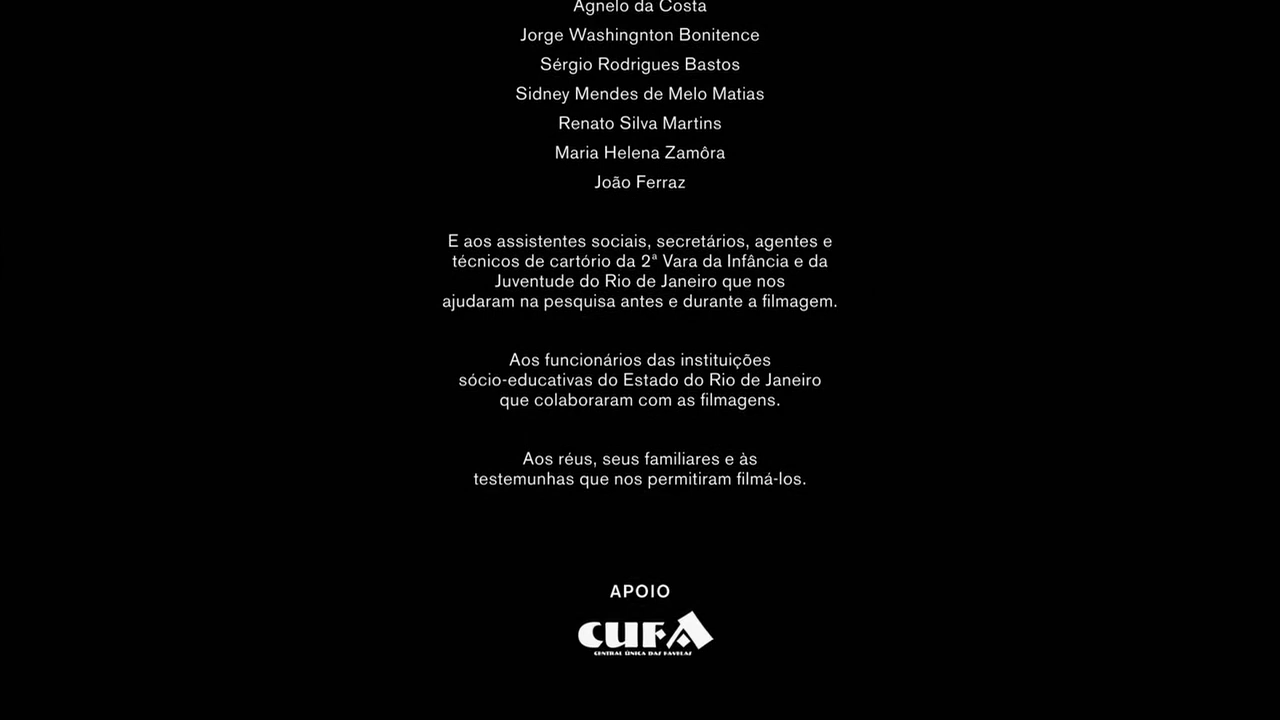 Agnelo da Costa
Jorge Washingnton Bonitence
Sérgio Rodrigues Bastos
Sidney Mendes de Melo Matias
Renato Silva Martins
Maria Helena Zamôra
João Ferraz
E aos assistentes sociais, secretários, agentes e
técnicos de cartório da 2ª Vara da Infância e da
Juventude do Rio de Janeiro que nos
ajudaram na pesquisa antes e durante a filmagem.
Aos funcionários das instituições
sócio-educativas do Estado do Rio de Janeiro
que colaboraram com as filmagens.
Aos réus, seus familiares e às
testemunhas que nos permitiram filmá-los.
APOIO
CUFA
CENTRAL ÚNICA DAS FAVELAS